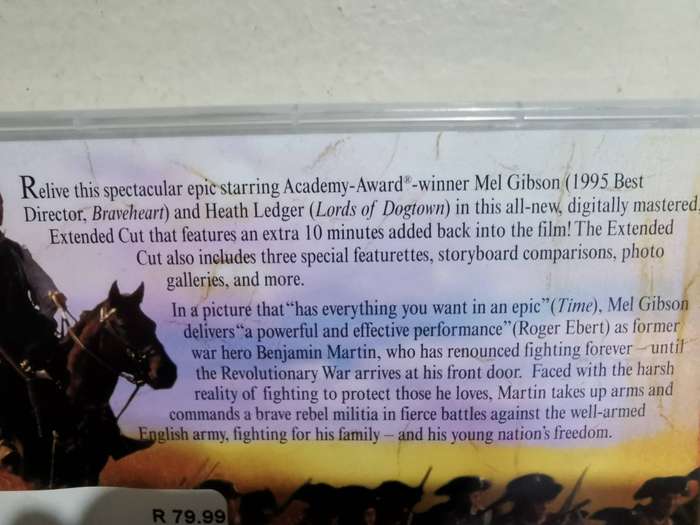 Relive this spectacular epic starring Academy-Award®-winner Mel Gibson (1995 Best
Director, Braveheart) and Heath Ledger (Lords of Dogtown) in this all-new, digitally mastered,
Extended Cut that features an extra 10 minutes added back into the film! The Extended
Cut also includes three special featurettes, storyboard comparisons, photo
galleries, and more.
In a picture that "has everything you want in an epic" (Time), Mel Gibson
delivers "a powerful and effective performance" (Roger Ebert) as former
war hero Benjamin Martin, who has renounced fighting forever – until
the Revolutionary War arrives at his front door. Faced with the harsh
reality of fighting to protect those he loves, Martin takes up arms and
commands a brave rebel militia in fierce battles against the well-armed
English army, fighting for his family – and his young nation's freedom.
R 79.99